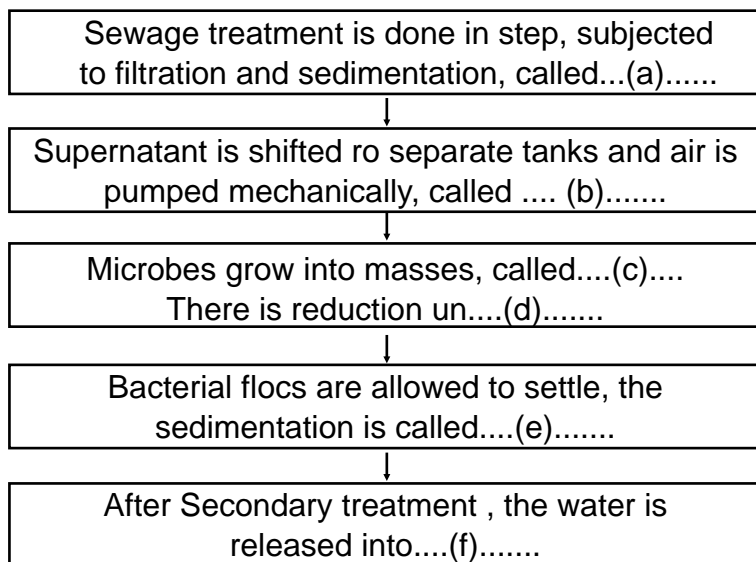 Sewage treatment is done in step, subjected
to filtration and sedimentation, called...(a)......
Supernatant is shifted ro separate tanks and air is
pumped mechanically, called .... (b).......
Microbes grow into masses, called....(c)....
There is reduction un....(d).......
Bacterial flocs are allowed to settle, the
sedimentation is called....(e).......
After Secondary treatment , the water is
released into....(f).......